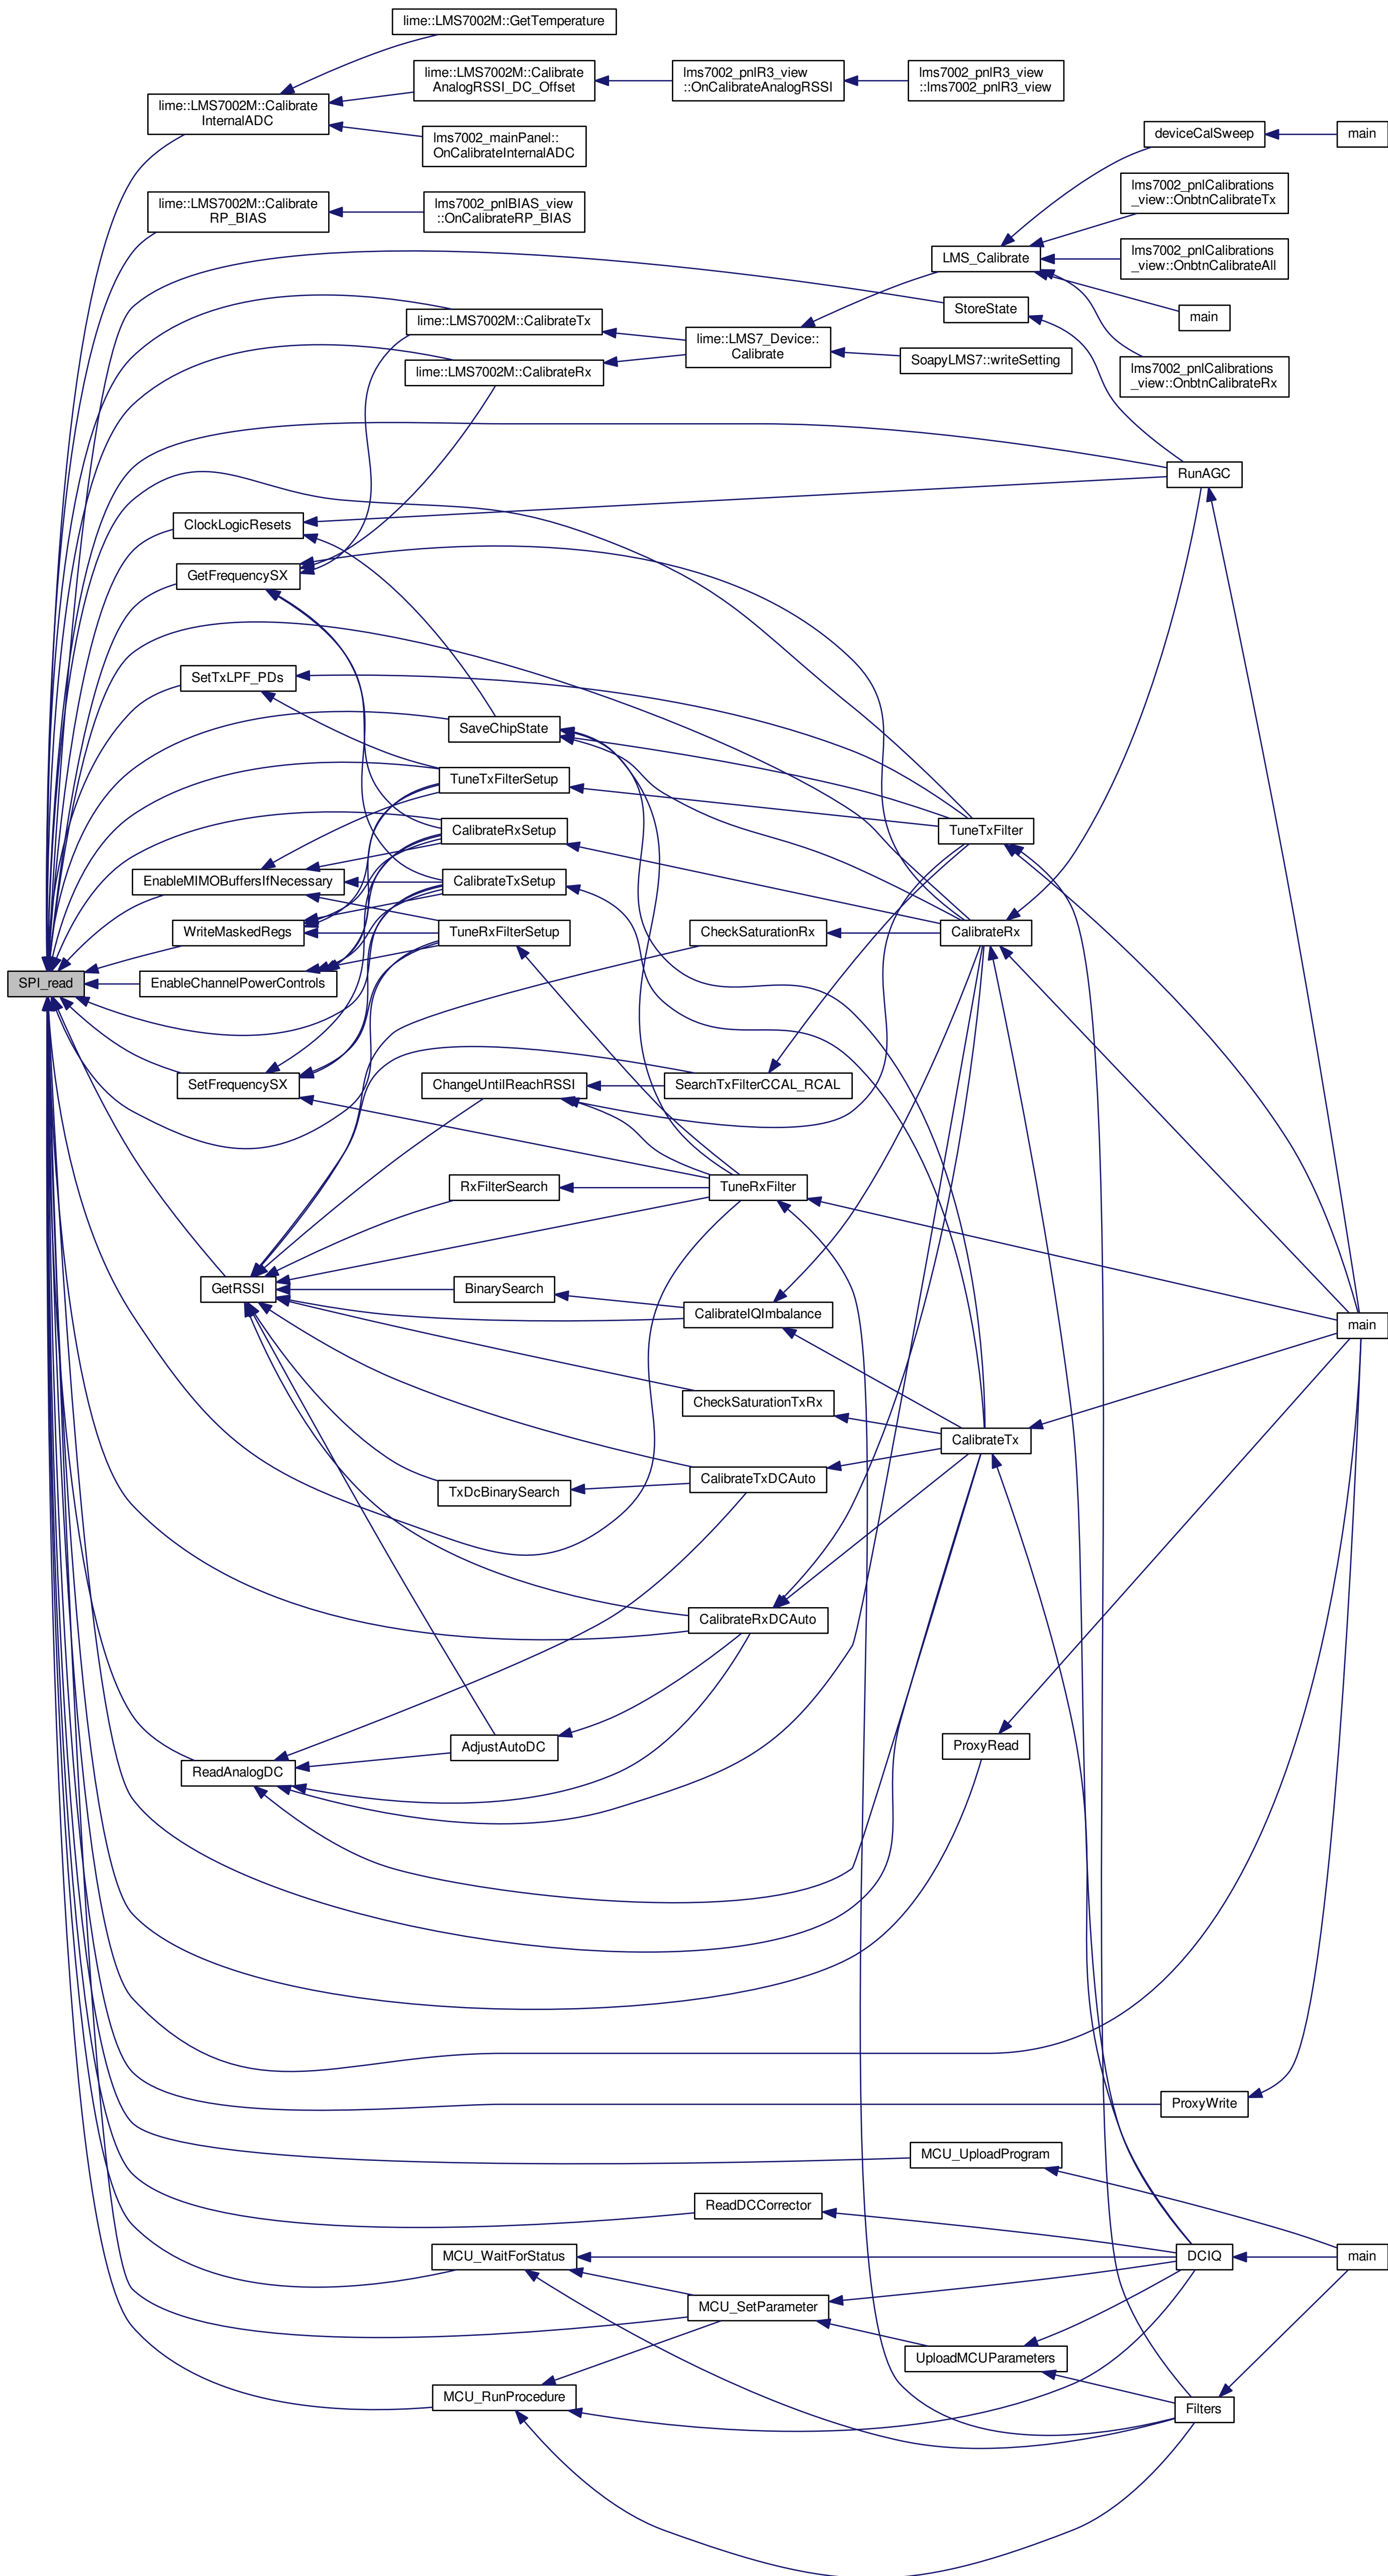 lime::LMS7002M::GetTemperature
lime::LMS7002M::Calibrate
AnalogRSSI_DC_Offset
lms7002_pnlR3_view
::OnCalibrateAnalogRSSI
lms7002_pnlR3_view
::lms7002_pnlR3_view
lime::LMS7002M::Calibrate
InternalADC
lms7002_mainPanel::
OnCalibrateInternalADC
deviceCalSweep
main
lime::LMS7002M::Calibrate
RP_BIAS
lms7002_pnlBIAS_view
::OnCalibrateRP_BIAS
lms7002_pnlCalibrations
_view::OnbtnCalibrateTx
LMS_Calibrate
lms7002_pnlCalibrations
_view::OnbtnCalibrateAll
StoreState
main
lime::LMS7002M::CalibrateTx
lime::LMS7_Device::
Calibrate
SoapyLMS7::writeSetting
lime::LMS7002M::CalibrateRx
lms7002_pnlCalibrations
_view::OnbtnCalibrateRx
RunAGC
ClockLogicResets
GetFrequencySX
SetTxLPF_PDs
SaveChipState
TuneTxFilterSetup
CalibrateRxSetup
TuneTxFilter
EnableMIMOBuffersIfNecessary
CalibrateTxSetup
WriteMaskedRegs
TuneRxFilterSetup
CheckSaturationRx
CalibrateRx
SPI_read
EnableChannelPowerControls
SetFrequencySX
ChangeUntilReachRSSI
SearchTxFilterCCAL_RCAL
RxFilterSearch
TuneRxFilter
GetRSSI
BinarySearch
CalibrateIQImbalance
main
CheckSaturationTxRx
CalibrateTx
TxDcBinarySearch
CalibrateTxDCAuto
CalibrateRxDCAuto
AdjustAutoDC
ProxyRead
ReadAnalogDC
ProxyWrite
MCU_UploadProgram
ReadDCCorrector
MCU_WaitForStatus
DCIQ
main
MCU_SetParameter
UploadMCUParameters
MCU_RunProcedure
Filters